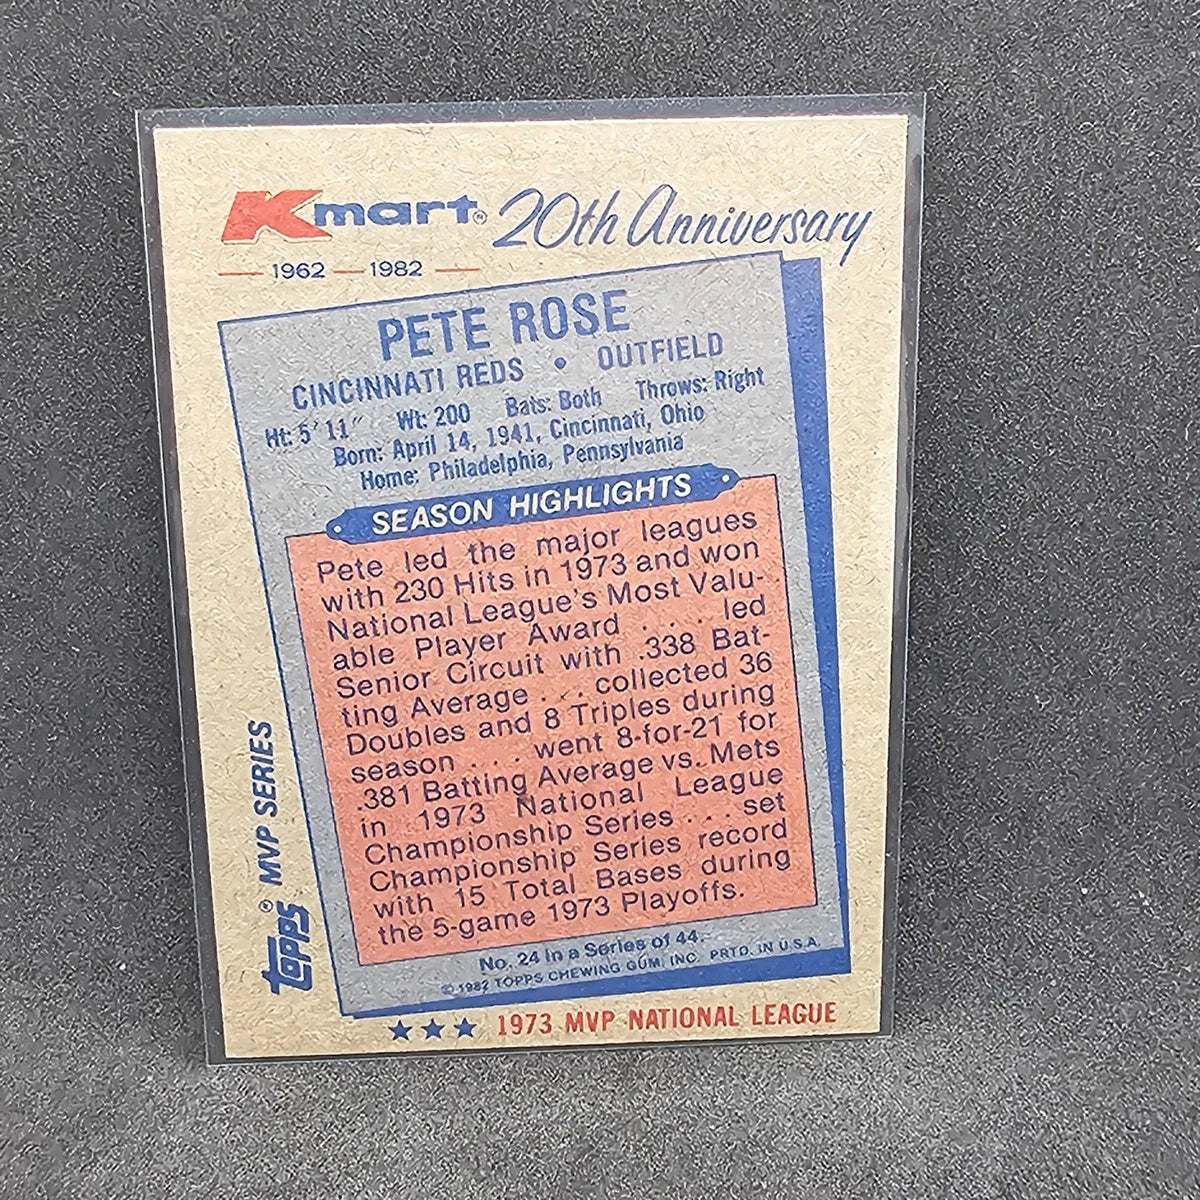 Kmart® 20th Anniversary
1962 — 1982
PETE ROSE
CINCINNATI REDS • OUTFIELD
Ht: 5' 11" Wt: 200 Bats: Both Throws: Right
Born: April 14, 1941, Cincinnati, Ohio
Home: Philadelphia, Pennsylvania
SEASON HIGHLIGHTS
Pete led the major leagues
with 230 Hits in 1973 and won
National League's Most Valu-
able Player Award . . . led
Senior Circuit with .338 Bat-
ting Average . . . collected 36
Doubles and 8 Triples during
season . . . went 8-for-21 for
.381 Batting Average vs. Mets
in 1973 National League
Championship Series . . . set
Championship Series record
with 15 Total Bases during
the 5-game 1973 Playoffs.
No. 24 in a Series of 44.
© 1982 TOPPS CHEWING GUM, INC. PRTD. IN U.S.A.
TOPPS® MVP SERIES
★★★ 1973 MVP NATIONAL LEAGUE